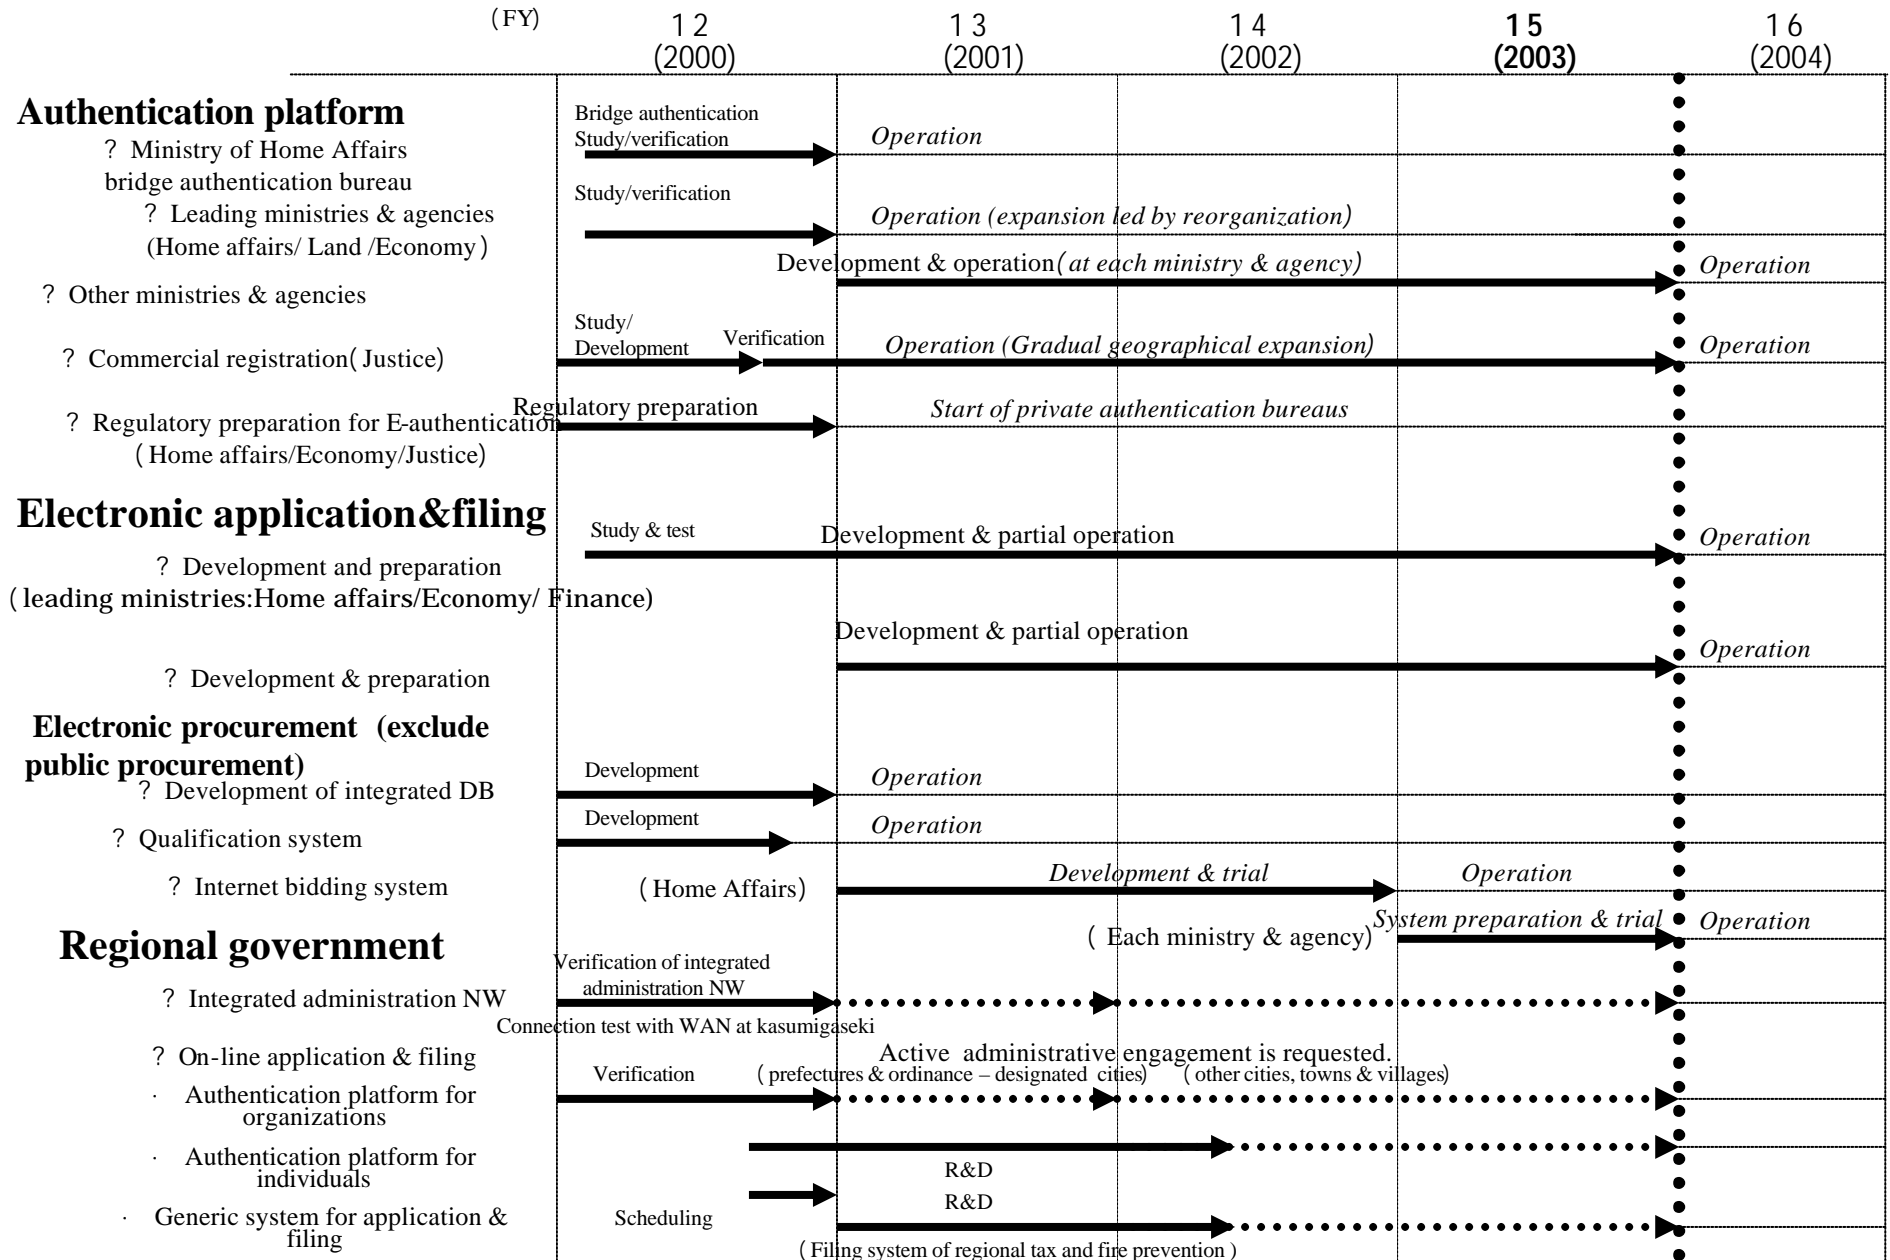 (FY)
12 13 14 15 16
(2000) (2001) (2002) (2003) (2004)
Authentication platform
? Ministry of Home Affairs
bridge authentication bureau
Bridge authentication
Study/verification
Operation
? Leading ministries & agencies
(Home affairs/ Land /Economy)
Study/verification
Operation (expansion led by reorganization)
? Other ministries & agencies
Development & operation(at each ministry & agency)
Operation
? Commercial registration(Justice)
Study/
Development
Verification
Operation (Gradual geographical expansion)
Operation
? Regulatory preparation for E-authentication
(Home affairs/Economy/Justice)
Regulatory preparation
Start of private authentication bureaus
Electronic application&filing
? Development and preparation
(leading ministries:Home affairs/Economy/ Finance)
Study & test
Development & partial operation
Operation
? Development & preparation
Development & partial operation
Operation
Electronic procurement (exclude
public procurement)
? Development of integrated DB
Development
Operation
? Qualification system
Development
Operation
? Internet bidding system
(Home Affairs)
Development & trial
Operation
(Each ministry & agency)
System preparation & trial
Operation
Regional government
? Integrated administration NW
Verification of integrated
administration NW
Connection test with WAN at kasumigaseki
? On-line application & filing
Active administrative engagement is requested.
(prefectures & ordinance – designated cities) (other cities, towns & villages)
· Authentication platform for
organizations
Verification
· Authentication platform for
individuals
R&D
R&D
· Generic system for application &
filing
Scheduling
(Filing system of regional tax and fire prevention)